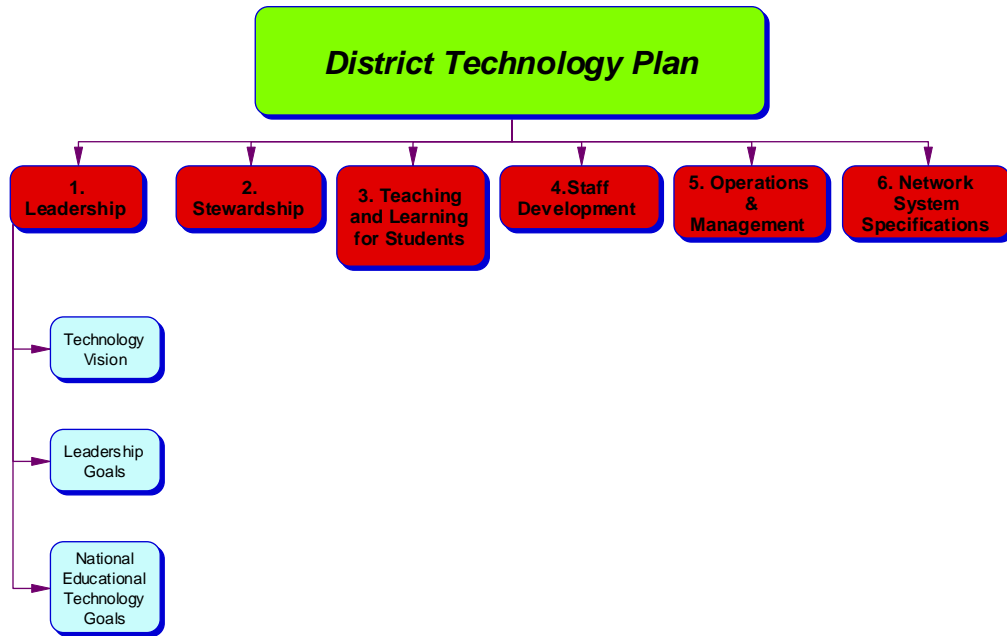 District Technology Plan
1.
Leadership
2.
Stewardship
3. Teaching
and Learning
for Students
4.Staff
Development
5. Operations
&
Management
6. Network
System
Specifications
Technology
Vision
Leadership
Goals
National
Educational
Technology
Goals